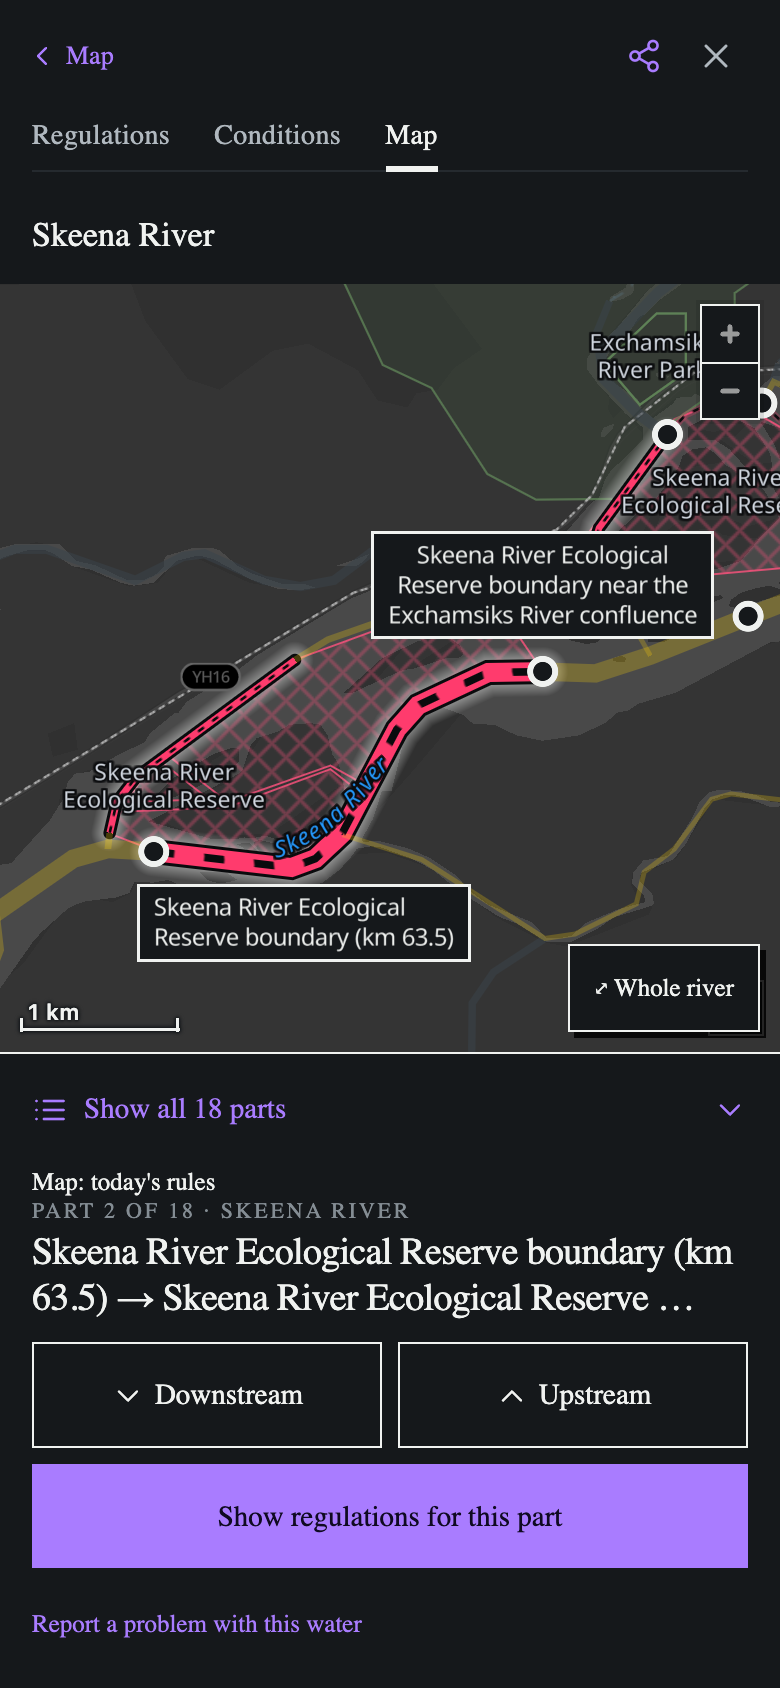 Map
Regulations
Conditions
Map
Skeena River
Exchamsik
River Park
+
−
Skeena Rive
Ecological Rese
Skeena River Ecological
Reserve boundary near the
Exchamsiks River confluence
YH16
Skeena River
Ecological Reserve
Skeena River
Skeena River Ecological
Reserve boundary (km 63.5)
1 km
Whole river
Show all 18 parts
Map: today's rules
PART 2 OF 18 · SKEENA RIVER
Skeena River Ecological Reserve boundary (km
63.5) → Skeena River Ecological Reserve …
Downstream
Upstream
Show regulations for this part
Report a problem with this water